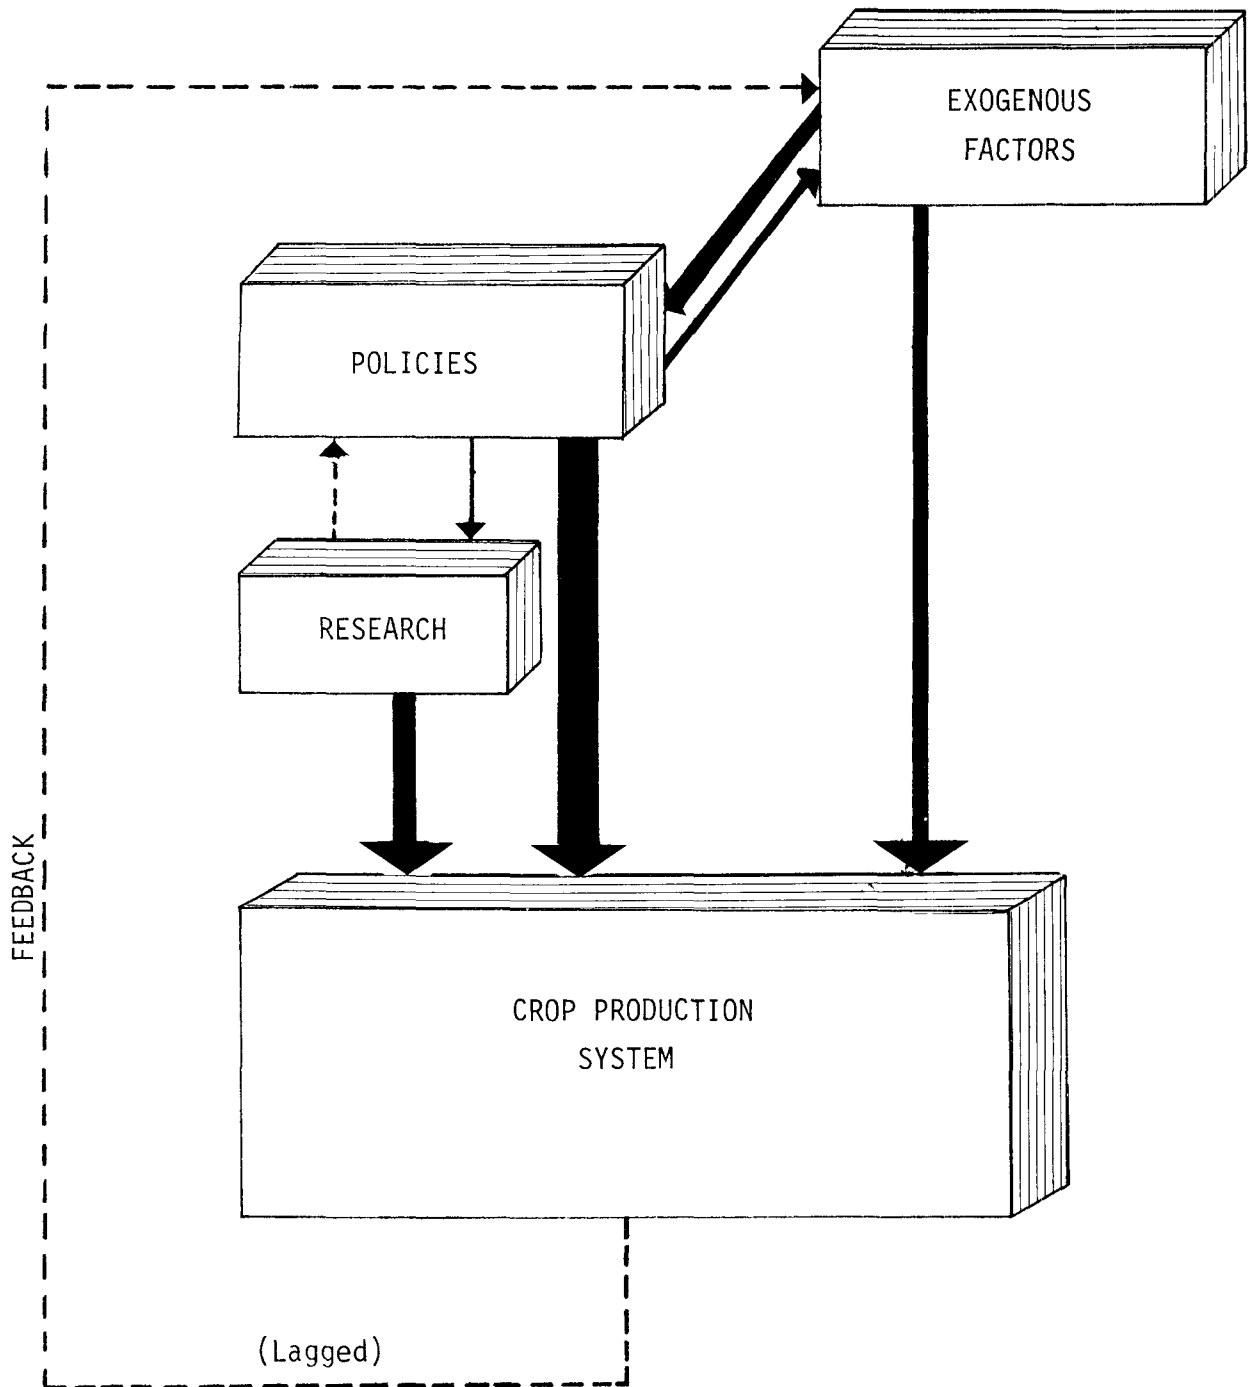 EXOGENOUS
FACTORS
POLICIES
RESEARCH
FEEDBACK
CROP PRODUCTION
SYSTEM
(Lagged)